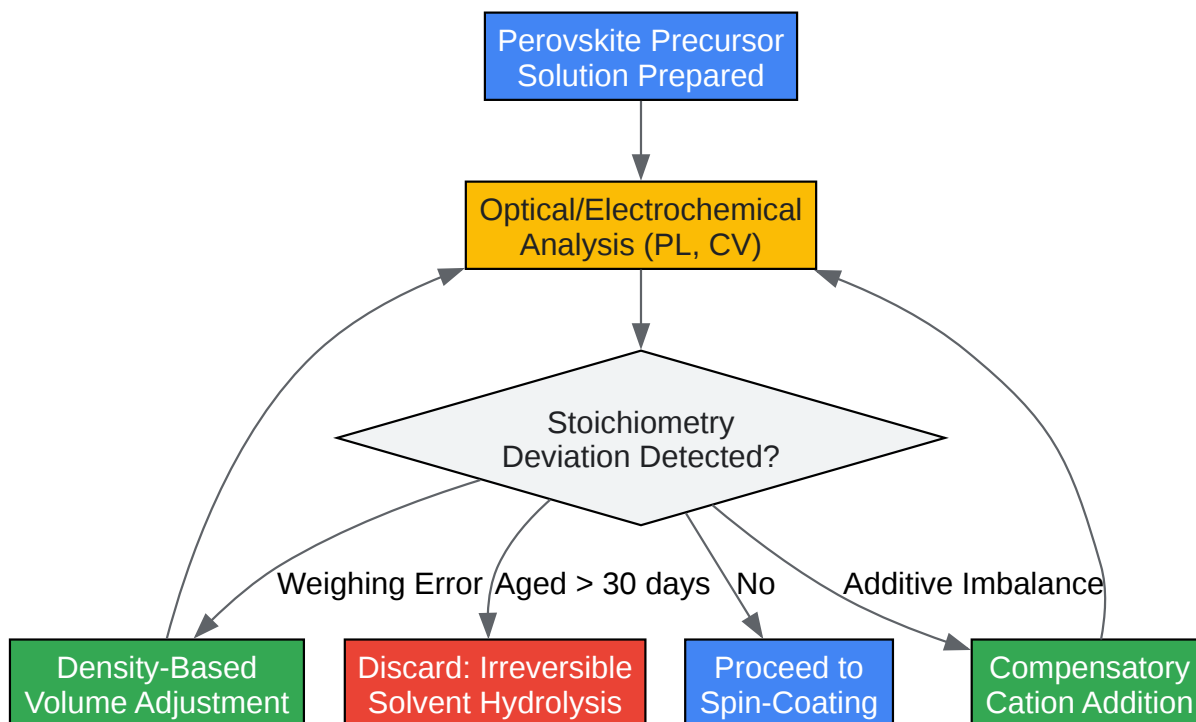 Perovskite Precursor
Solution Prepared
Optical/Electrochemical
Analysis (PL, CV)
Stoichiometry
Deviation Detected?
Weighing Error
Aged > 30 days
No
Additive Imbalance
Density-Based
Volume Adjustment
Discard: Irreversible
Solvent Hydrolysis
Proceed to
Spin-Coating
Compensatory
Cation Addition